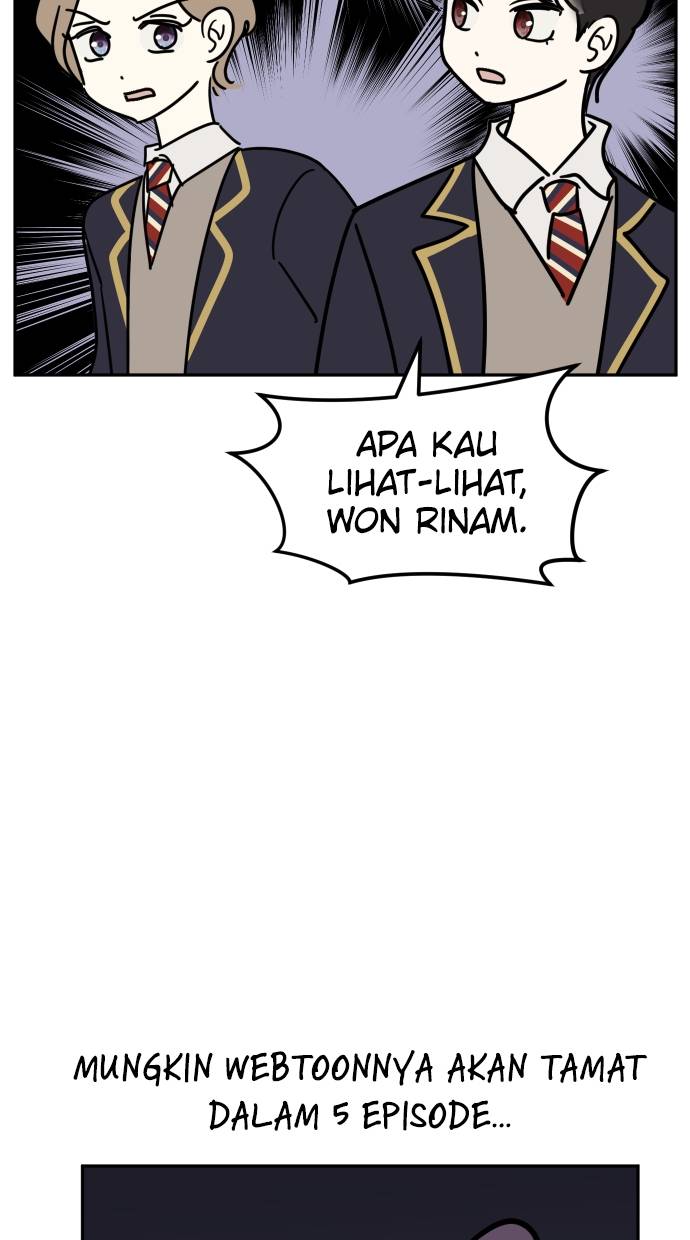 APA KAU
LIHAT-LIHAT,
WON RINAM.
MUNGKIN WEBTOONNYA AKAN TAMAT
DALAM 5 EPISODE...